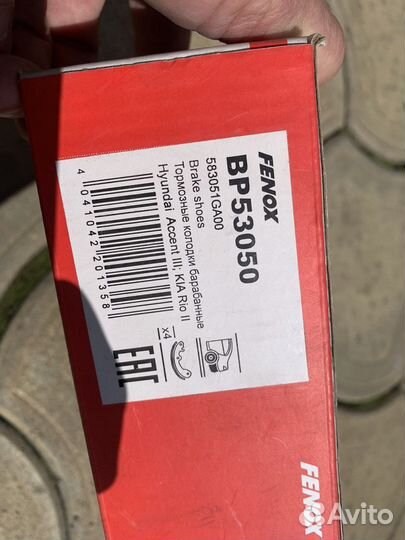 FENOX
BP53050
583051GA00
Brake shoes
Тормозные колодки барабанные
Hyundai Accent III; KIA Rio II
4 041042 201358
x4
EAC
FENOX
Avito